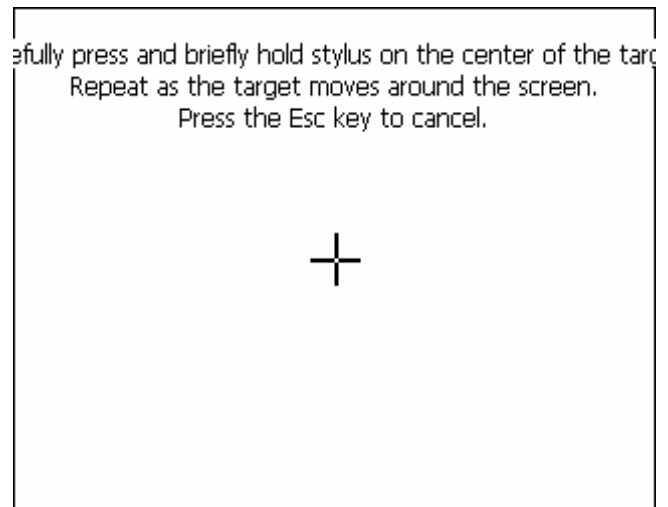 efully press and briefly hold stylus on the center of the targ
Repeat as the target moves around the screen.
Press the Esc key to cancel.